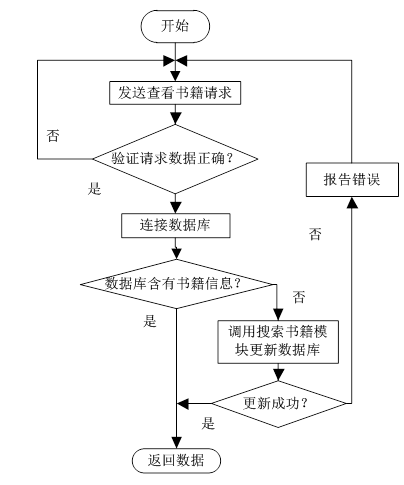 开始
发送查看书籍请求
否
验证请求数据正确？
是
报告错误
连接数据库
否
数据库含有书籍信息？
否
是
调用搜索书籍模
块更新数据库
更新成功？
是
返回数据